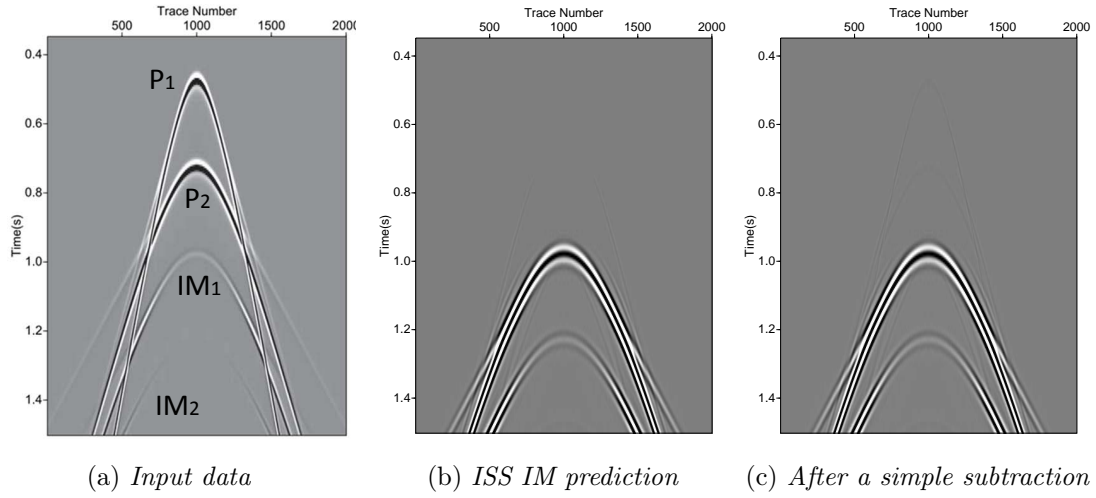 Trace Number
500 1000 1500 2000
0.4
0.6
0.8
1.0
1.2
1.4
Time(s)
P1
P2
IM1
IM2
(a) Input data
Trace Number
500 1000 1500 2000
0.4
0.6
0.8
1.0
1.2
1.4
Time(s)
(b) ISS IM prediction
Trace Number
500 1000 1500 2000
0.4
0.6
0.8
1.0
1.2
1.4
Time(s)
(c) After a simple subtraction